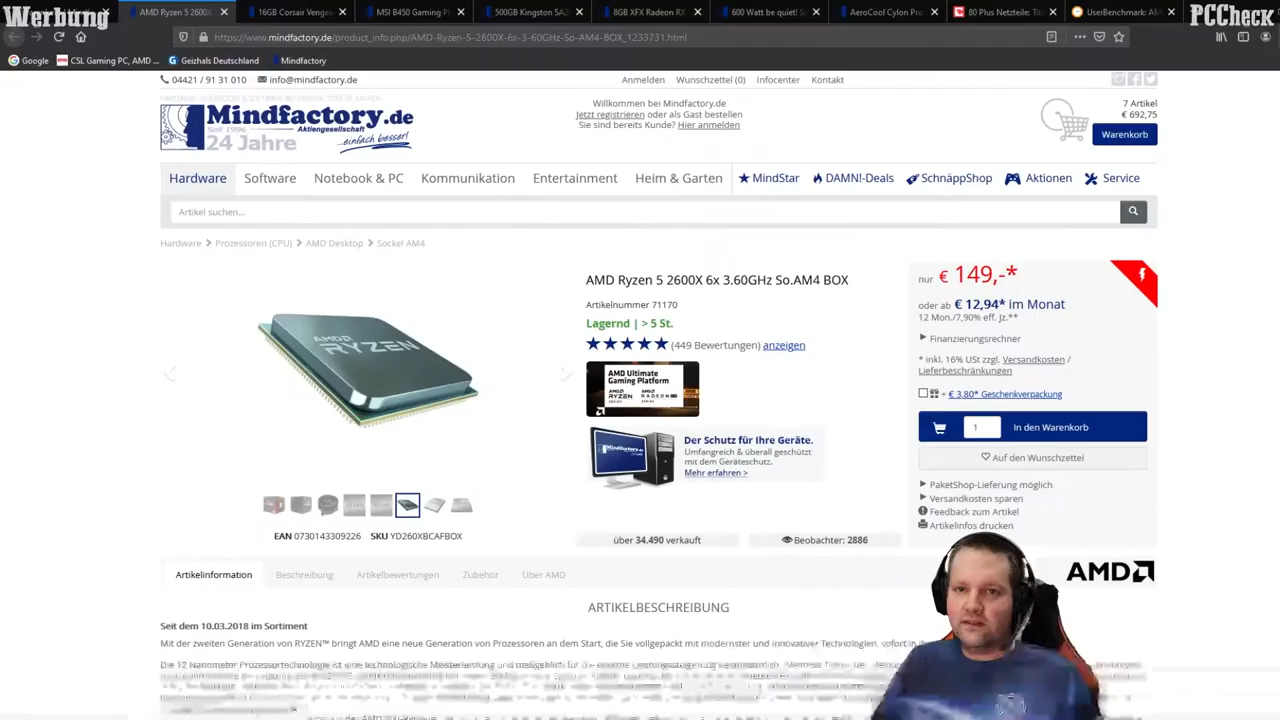 Werbung
PCCheck
AMD Ryzen 5 2600X
16GB Corsair Vengea
MSI B450 Gaming Pl
500GB Kingston SA
8GB XFX Radeon RX
600 Watt be quiet! S
AeroCool Cylon Pro
80 Plus Netzteile: Tit
UserBenchmark: AM
https://www.mindfactory.de/product_info.php/AMD-Ryzen-5-2600X-6x-3-60GHz-So-AM4-BOX_1233731.html
Google
CSL Gaming PC, AMD ...
Geizhals Deutschland
Mindfactory
04421 / 91 31 010
info@mindfactory.de
Anmelden
Wunschzettel (0)
Infocenter
Kontakt
Mindfactory.de
Seit 1996
Aktiengesellschaft
24 Jahre
...einfach besser!
Willkommen bei Mindfactory.de
Jetzt registrieren oder als Gast bestellen
Sie sind bereits Kunde? Hier anmelden
7 Artikel
€ 692,75
Warenkorb
Hardware
Software
Notebook & PC
Kommunikation
Entertainment
Heim & Garten
MindStar
DAMN!-Deals
SchnäppShop
Aktionen
Service
Artikel suchen...
Hardware > Prozessoren (CPU) > AMD Desktop > Sockel AM4
AMD
RYZEN
AMD Ryzen 5 2600X 6x 3.60GHz So.AM4 BOX
Artikelnummer 71170
Lagernd | > 5 St.
(449 Bewertungen) anzeigen
AMD Ultimate
Gaming Platform
AMD
RYZEN
AMD
RADEON
Der Schutz für Ihre Geräte.
Umfangreich & überall geschützt
mit dem Geräteschutz.
Mehr erfahren >
über 34.490 verkauft
Beobachter: 2886
nur € 149,-*
oder ab € 12,94* im Monat
12 Mon./7,90% eff. Jz.**
Finanzierungsrechner
* inkl. 16% USt zzgl. Versandkosten /
Lieferbeschränkungen
+ € 3,80* Geschenkverpackung
1
In den Warenkorb
Auf den Wunschzettel
PaketShop-Lieferung möglich
Versandkosten sparen
Feedback zum Artikel
Artikelinfos drucken
EAN 0730143309226 SKU YD260XBCAFBOX
Artikelinformation
Beschreibung
Artikelbewertungen
Zubehör
Über AMD
AMD
ARTIKELBESCHREIBUNG
Seit dem 10.03.2018 im Sortiment
Mit der zweiten Generation von RYZEN™ bringt AMD eine neue Generation von Prozessoren an dem Start, die Sie vollgepackt mit modernster und innovativer Technologien, sofort in